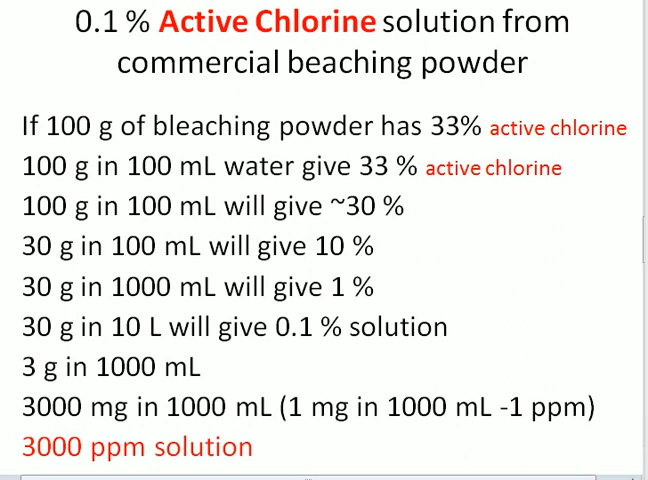 0.1 % Active Chlorine solution from
commercial beaching powder
If 100 g of bleaching powder has 33% active chlorine
100 g in 100 mL water give 33 % active chlorine
100 g in 100 mL will give ~30 %
30 g in 100 mL will give 10 %
30 g in 1000 mL will give 1 %
30 g in 10 L will give 0.1 % solution
3 g in 1000 mL
3000 mg in 1000 mL (1 mg in 1000 mL -1 ppm)
3000 ppm solution